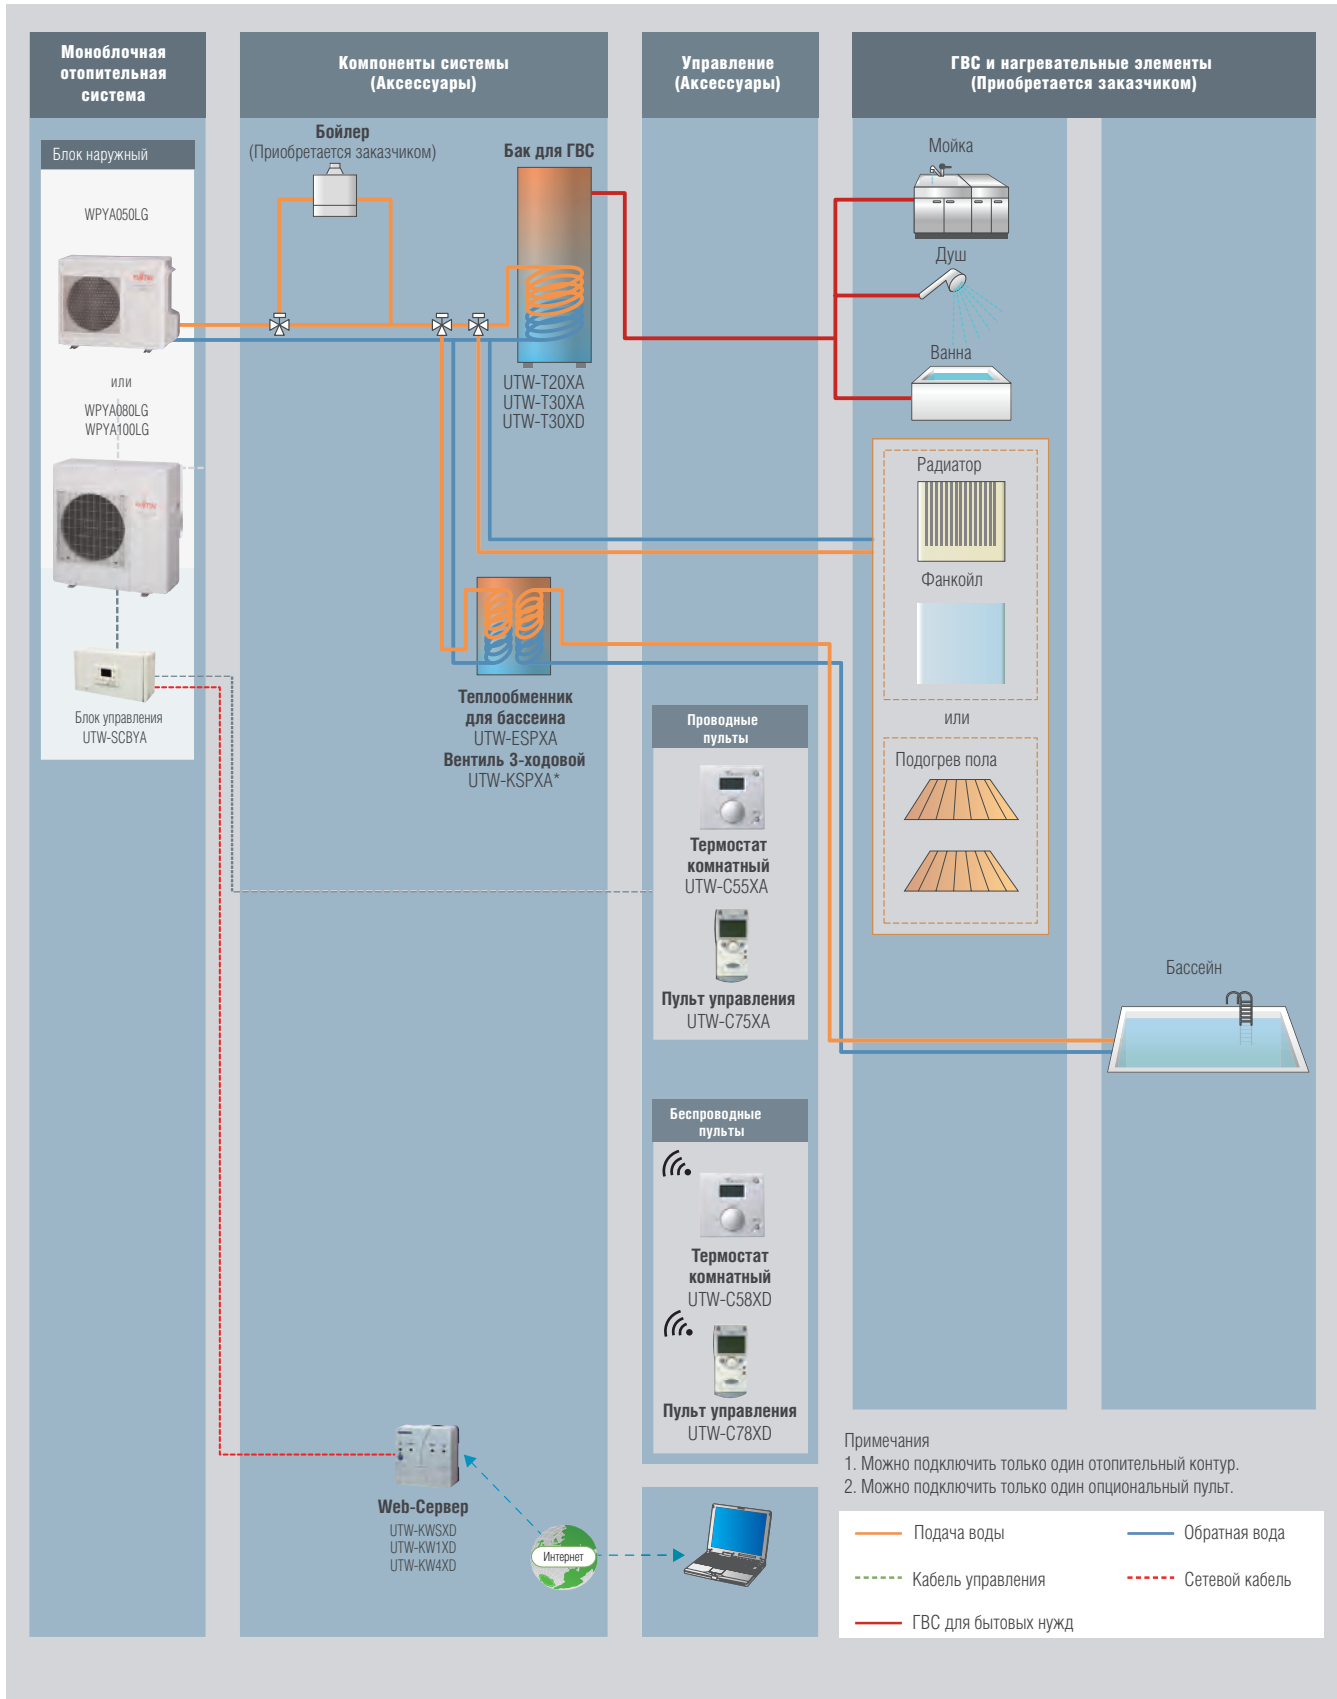 Моноблочная
отопительная
система
Компоненты системы
(Аксессуары)
Управление
(Аксессуары)
ГВС и нагревательные элементы
(Приобретается заказчиком)
Блок наружный
WPYA050LG
FUJITSU
или
WPYA080LG
WPYA100LG
FUJITSU
Блок управления
UTW-SCBYA
Бойлер
(Приобретается заказчиком)
Бак для ГВС
UTW-T20XA
UTW-T30XA
UTW-T30XD
Теплообменник
для бассеина
UTW-ESPXA
Вентиль 3-ходовой
UTW-KSPXA*
Web-Сервер
UTW-KWSXD
UTW-KW1XD
UTW-KW4XD
Интернет
Проводные
пульты
Термостат
комнатный
UTW-C55XA
Пульт управления
UTW-C75XA
Беспроводные
пульты
Термостат
комнатный
UTW-C58XD
Пульт управления
UTW-C78XD
Мойка
Душ
Ванна
Радиатор
Фанкойл
или
Подогрев пола
Бассейн
Примечания
1. Можно подключить только один отопительный контур.
2. Можно подключить только один опциональный пульт.
Подача воды
Обратная вода
Кабель управления
Сетевой кабель
ГВС для бытовых нужд